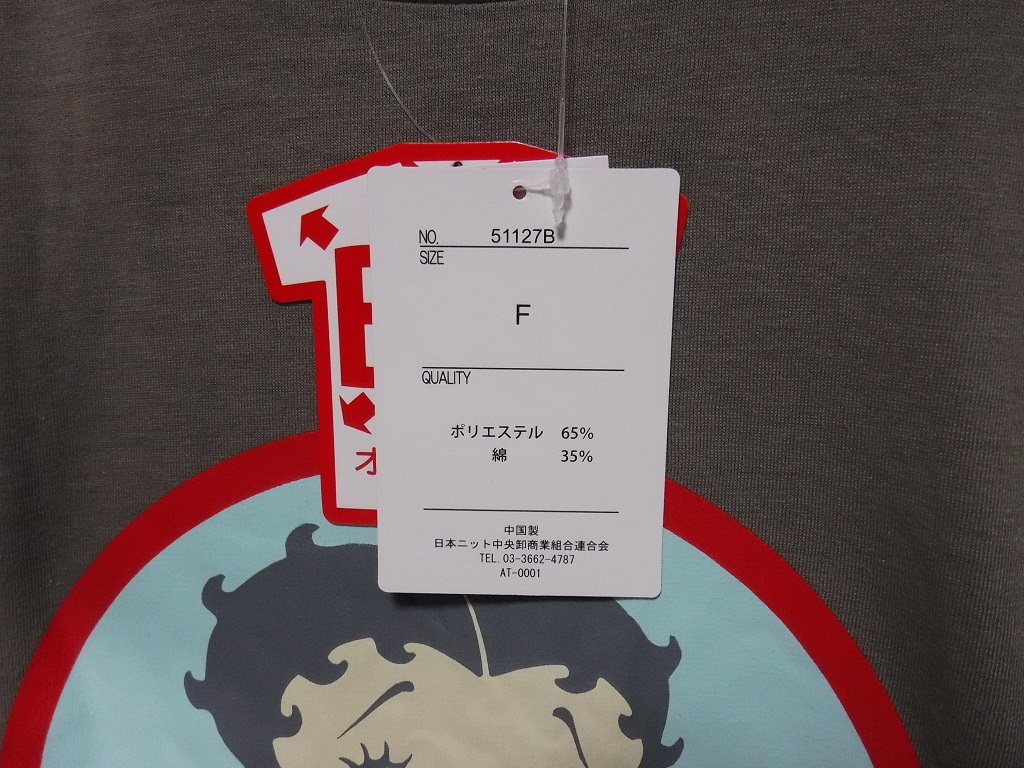 NO. 51127B
SIZE
F
QUALITY
ポリエステル 65%
綿 35%
中国製
日本ニット中央卸商業組合連合会
TEL. 03-3662-4787
AT-0001